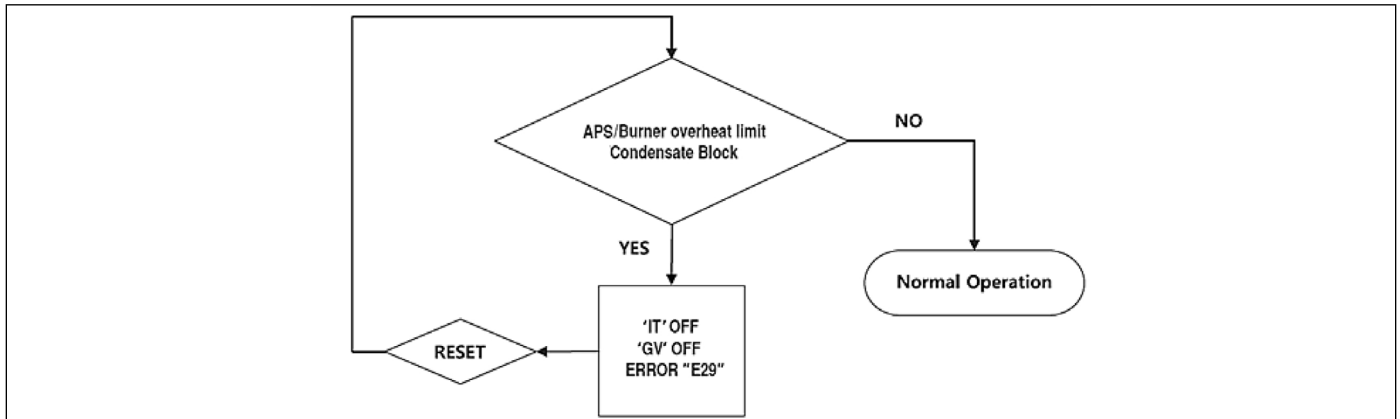 APS/Burner overheat limit
Condensate Block
NO
YES
Normal Operation
‘IT’ OFF
‘GV’ OFF
ERROR “E29”
RESET